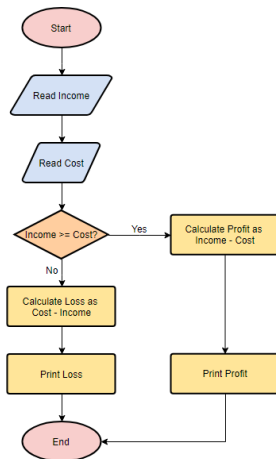 Start
Read Income
Read Cost
Income >= Cost?
Yes
Calculate Profit as
Income - Cost
No
Calculate Loss as
Cost - Income
Print Loss
Print Profit
End